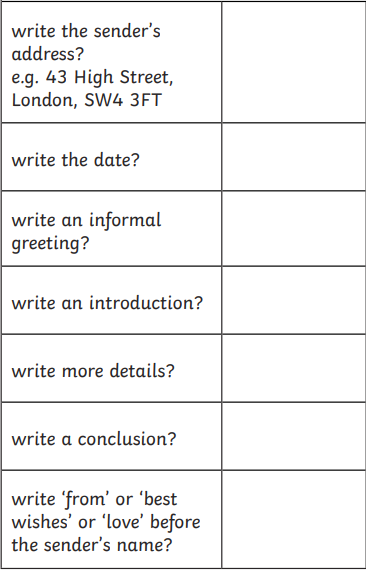 write the sender's
address?
e.g. 43 High Street,
London, SW4 3FT
write the date?
write an informal
greeting?
write an introduction?
write more details?
write a conclusion?
write ‘from’ or ‘best
wishes’ or ‘love’ before
the sender's name?